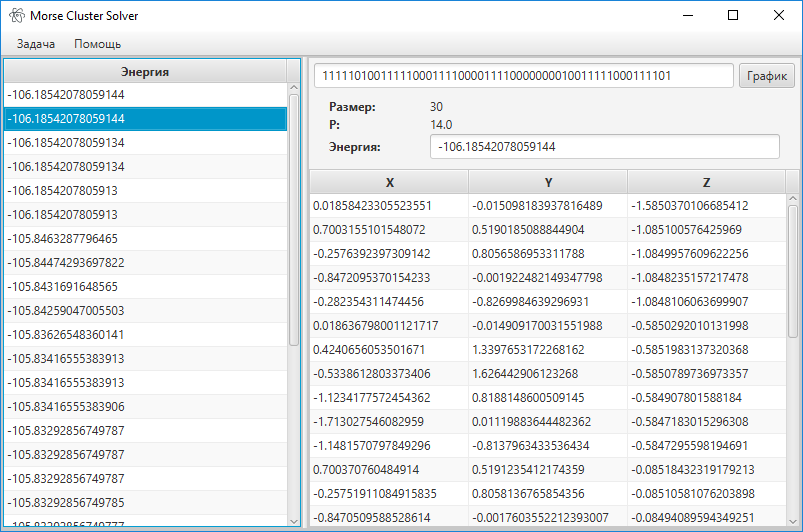 Morse Cluster Solver
Задача Помощь
Энергия
-106.18542078059144
-106.18542078059144
-106.18542078059134
-106.18542078059134
-106.1854207805913
-106.1854207805913
-105.8463287796465
-105.84474293697822
-105.8431691648565
-105.84259047005503
-105.83626548360141
-105.83416555383913
-105.83416555383913
-105.83416555383906
-105.83292856749787
-105.83292856749787
-105.83292856749787
-105.83292856749785
-105.83292856749777
1111101001111110001111100001111000000000100111110001111101 График
Размер: 30
P: 14.0
Энергия: -106.18542078059144
X Y Z
0.01858423305523551 -0.015098183937816489 -1.5850370106685412
0.7003155101548072 0.5190185088844904 -1.085100576425969
-0.2576392397309142 0.8056586953311788 -1.0849957609622256
-0.8472095370154233 -0.001922482149347798 -1.0848235157217478
-0.282354311474456 -0.8269984639296931 -1.0848106063699907
0.018636798001121717 -0.014909170031551988 -0.5850292010131998
0.4240656053501671 1.3397653172268162 -0.5851983137320368
-0.5338612803373406 1.626442906123268 -0.5850789736973357
-1.1234177572454362 0.8188148600509145 -0.584907801588184
-1.713027546082959 0.01119883644482362 -0.5847183015296308
-1.1481570797849296 -0.8137963433536434 -0.5847295598194691
0.700370760484914 0.5191235412174359 -0.08518432319179213
-0.25751911084915835 0.8058136765854356 -0.08510581076203898
-0.8470509588528614 -0.0017603552212393007 -0.08494089594349251